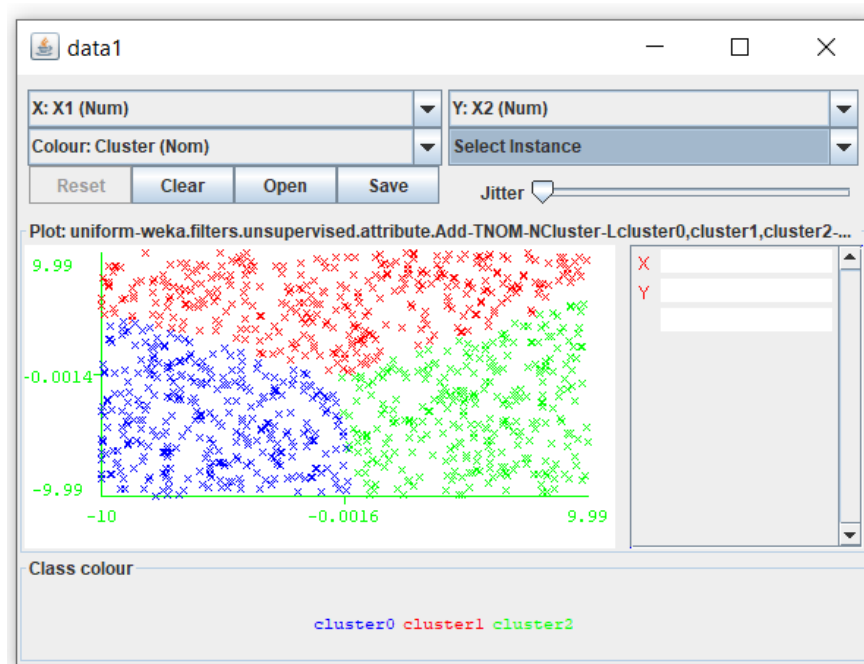 data1
X: X1 (Num) Y: X2 (Num)
Colour: Cluster (Nom) Select Instance
Reset Clear Open Save Jitter
Plot: uniform-weka.filters.unsupervised.attribute.Add-TNOM-NCluster-Lcluster0,cluster1,cluster2-...
9.99
-0.0014
-9.99
-10 -0.0016 9.99
X
Y
Class colour
cluster0 cluster1 cluster2